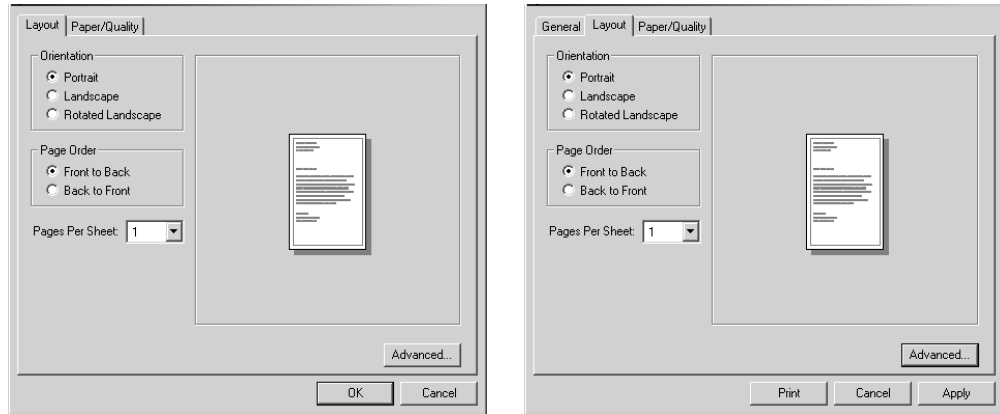 Layout Paper/Quality
Orientation
Portrait
Landscape
Rotated Landscape
Page Order
Front to Back
Back to Front
Pages Per Sheet: 1
Advanced...
OK Cancel
General Layout Paper/Quality
Orientation
Portrait
Landscape
Rotated Landscape
Page Order
Front to Back
Back to Front
Pages Per Sheet: 1
Advanced...
Print Cancel Apply